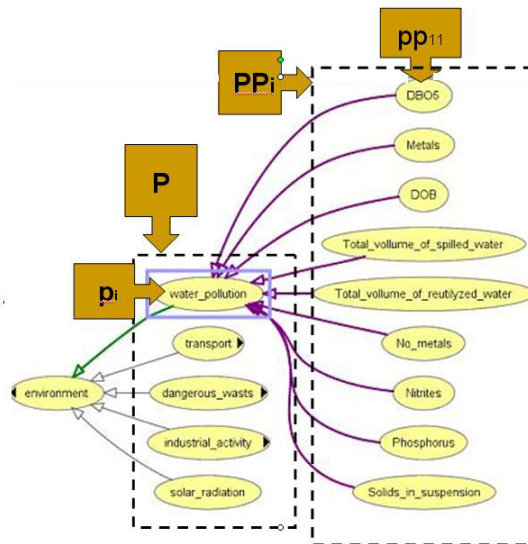 pp11
PPi
DBO5
Metals
P
DOB
Total_vollume_of_spilled_water
pi
water_pollution
Total_vollume_of_reutilyzed_water
transport
No_metals
environment
dangerous_wasts
Nitrites
industrial_activity
Phosphorus
solar_radiation
Solids_in_suspension